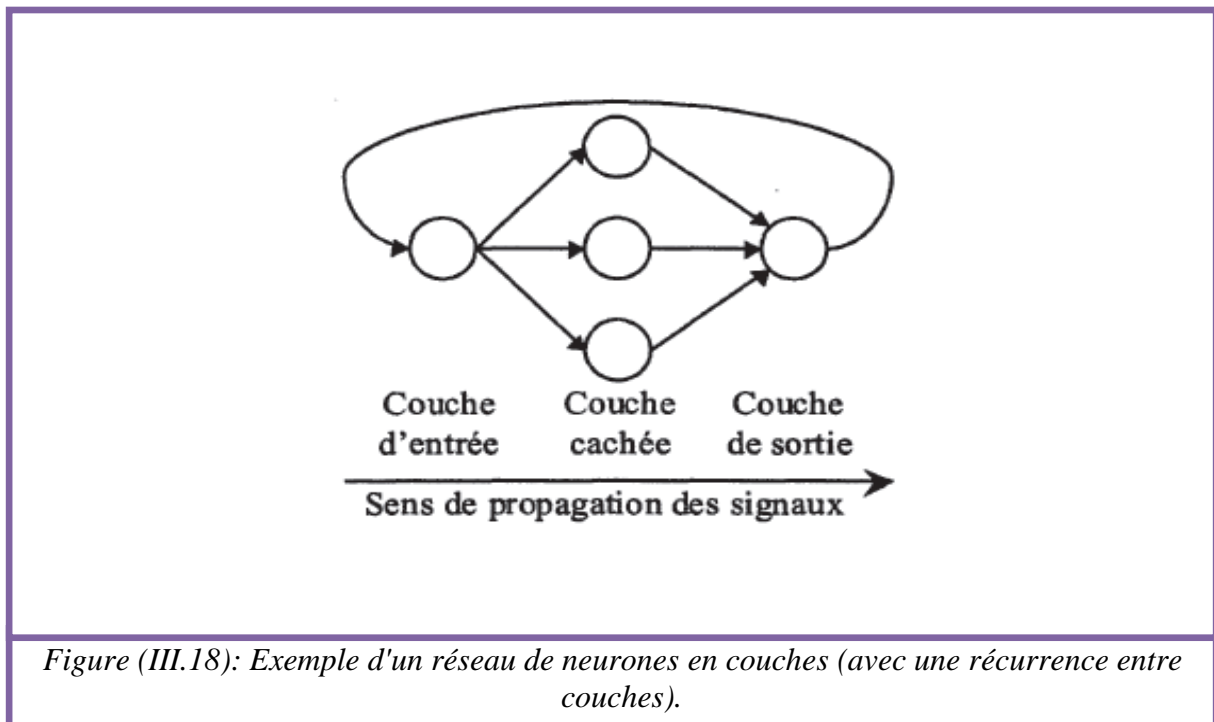 Couche Couche Couche
d'entrée cachée de sortie
Sens de propagation des signaux
Figure (III.18): Exemple d'un réseau de neurones en couches (avec une récurrence entre
couches).